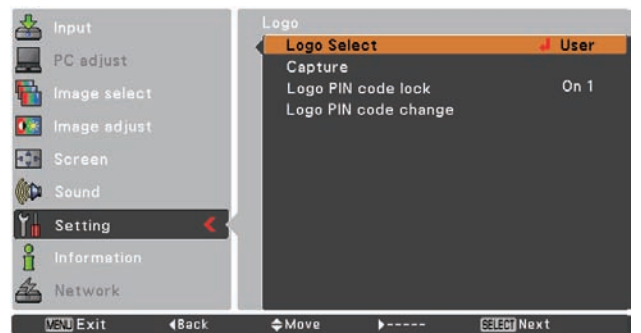 Input
PC adjust
Image select
Image adjust
Screen
Sound
Setting
Information
Network
Logo
Logo Select User
Capture
Logo PIN code lock On 1
Logo PIN code change
MENU Exit Back Move ----- SELECT Next